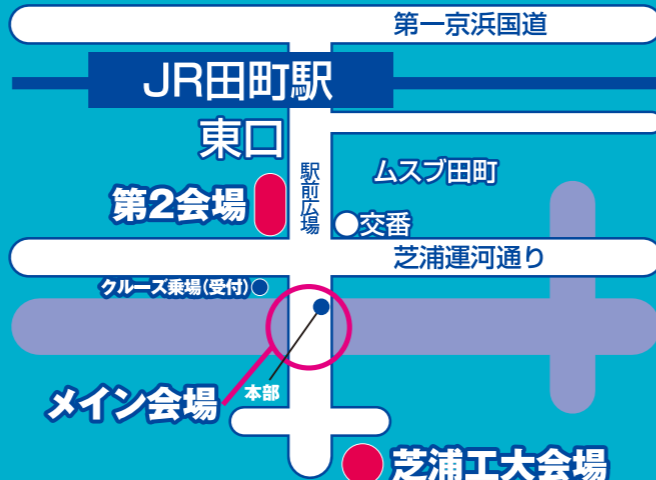 第一京浜国道
JR田町駅
東口
駅前広場
ムスブ田町
第2会場
交番
芝浦運河通り
クルーズ乗場(受付)
本部
メイン会場
芝浦工大会場